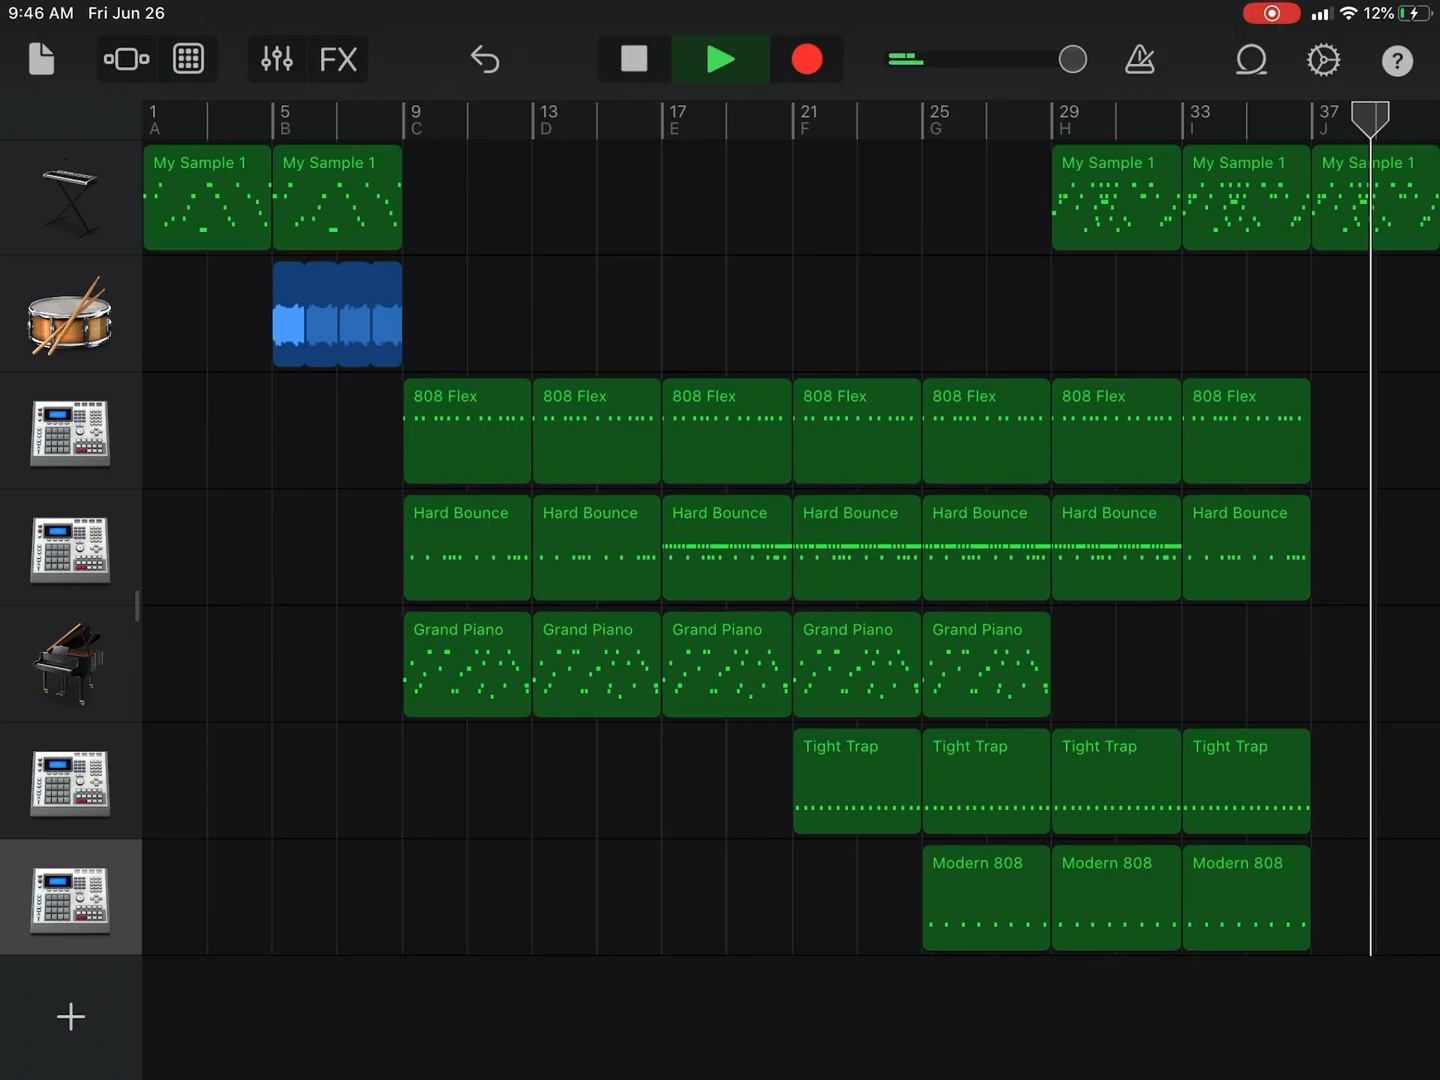 9:46 AM Fri Jun 26 12%
FX ?
1 5 9 13 17 21 25 29 33 37
A B C D E F G H I J
My Sample 1 My Sample 1 My Sample 1 My Sample 1 My Sample 1
808 Flex 808 Flex 808 Flex 808 Flex 808 Flex 808 Flex 808 Flex
Hard Bounce Hard Bounce Hard Bounce Hard Bounce Hard Bounce Hard Bounce Hard Bounce
Grand Piano Grand Piano Grand Piano Grand Piano Grand Piano
Tight Trap Tight Trap Tight Trap Tight Trap
Modern 808 Modern 808 Modern 808